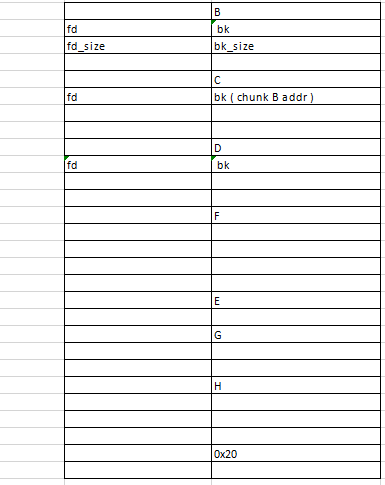 B
fd bk
fd_size bk_size
C
fd bk ( chunk B addr )
D
fd bk
F
E
G
H
0x20